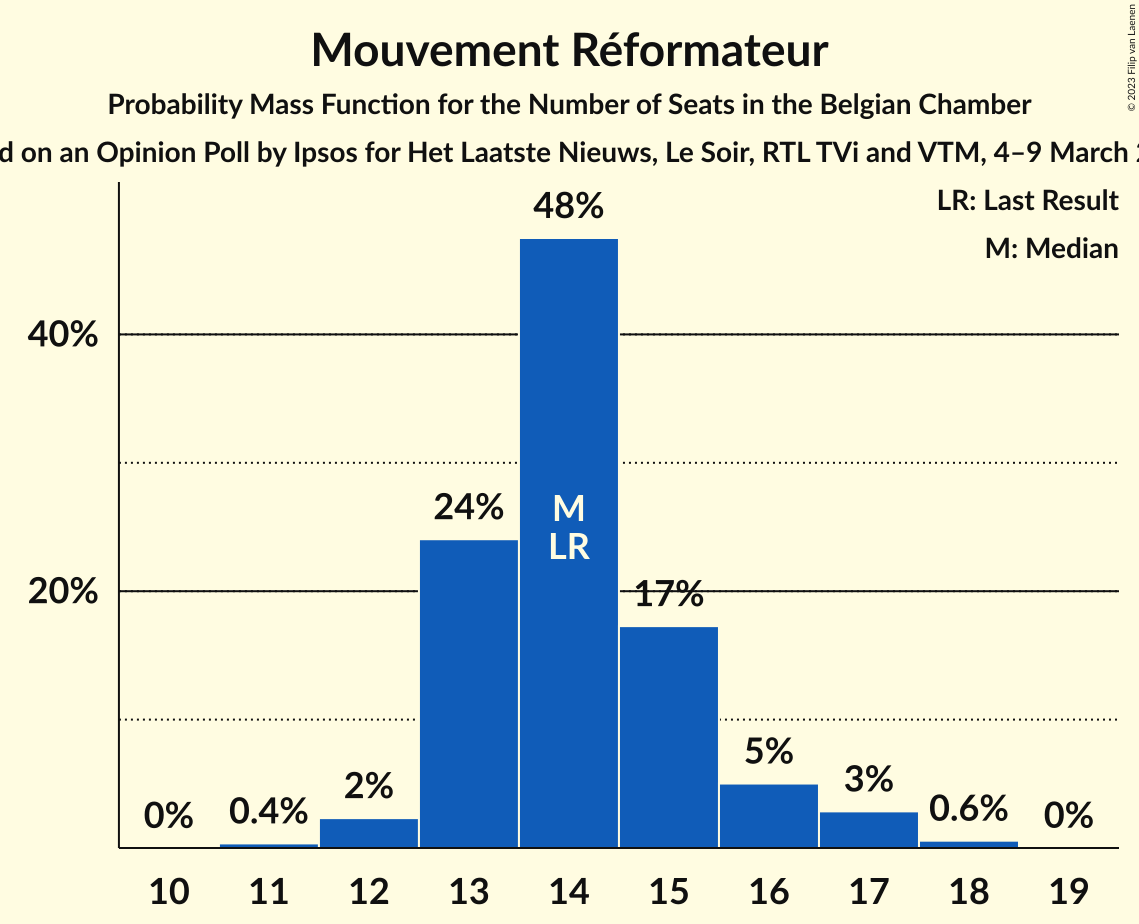 © 2023 Filip van Laenen
Mouvement Réformateur
Probability Mass Function for the Number of Seats in the Belgian Chamber
on an Opinion Poll by Ipsos for Het Laatste Nieuws, Le Soir, RTL TVi and VTM, 4–9 March
LR: Last Result
M: Median
48%
40%
24%
M
LR
20%
17%
5%
3%
2%
0.4%
0.6%
0%
0%
10 11 12 13 14 15 16 17 18 19